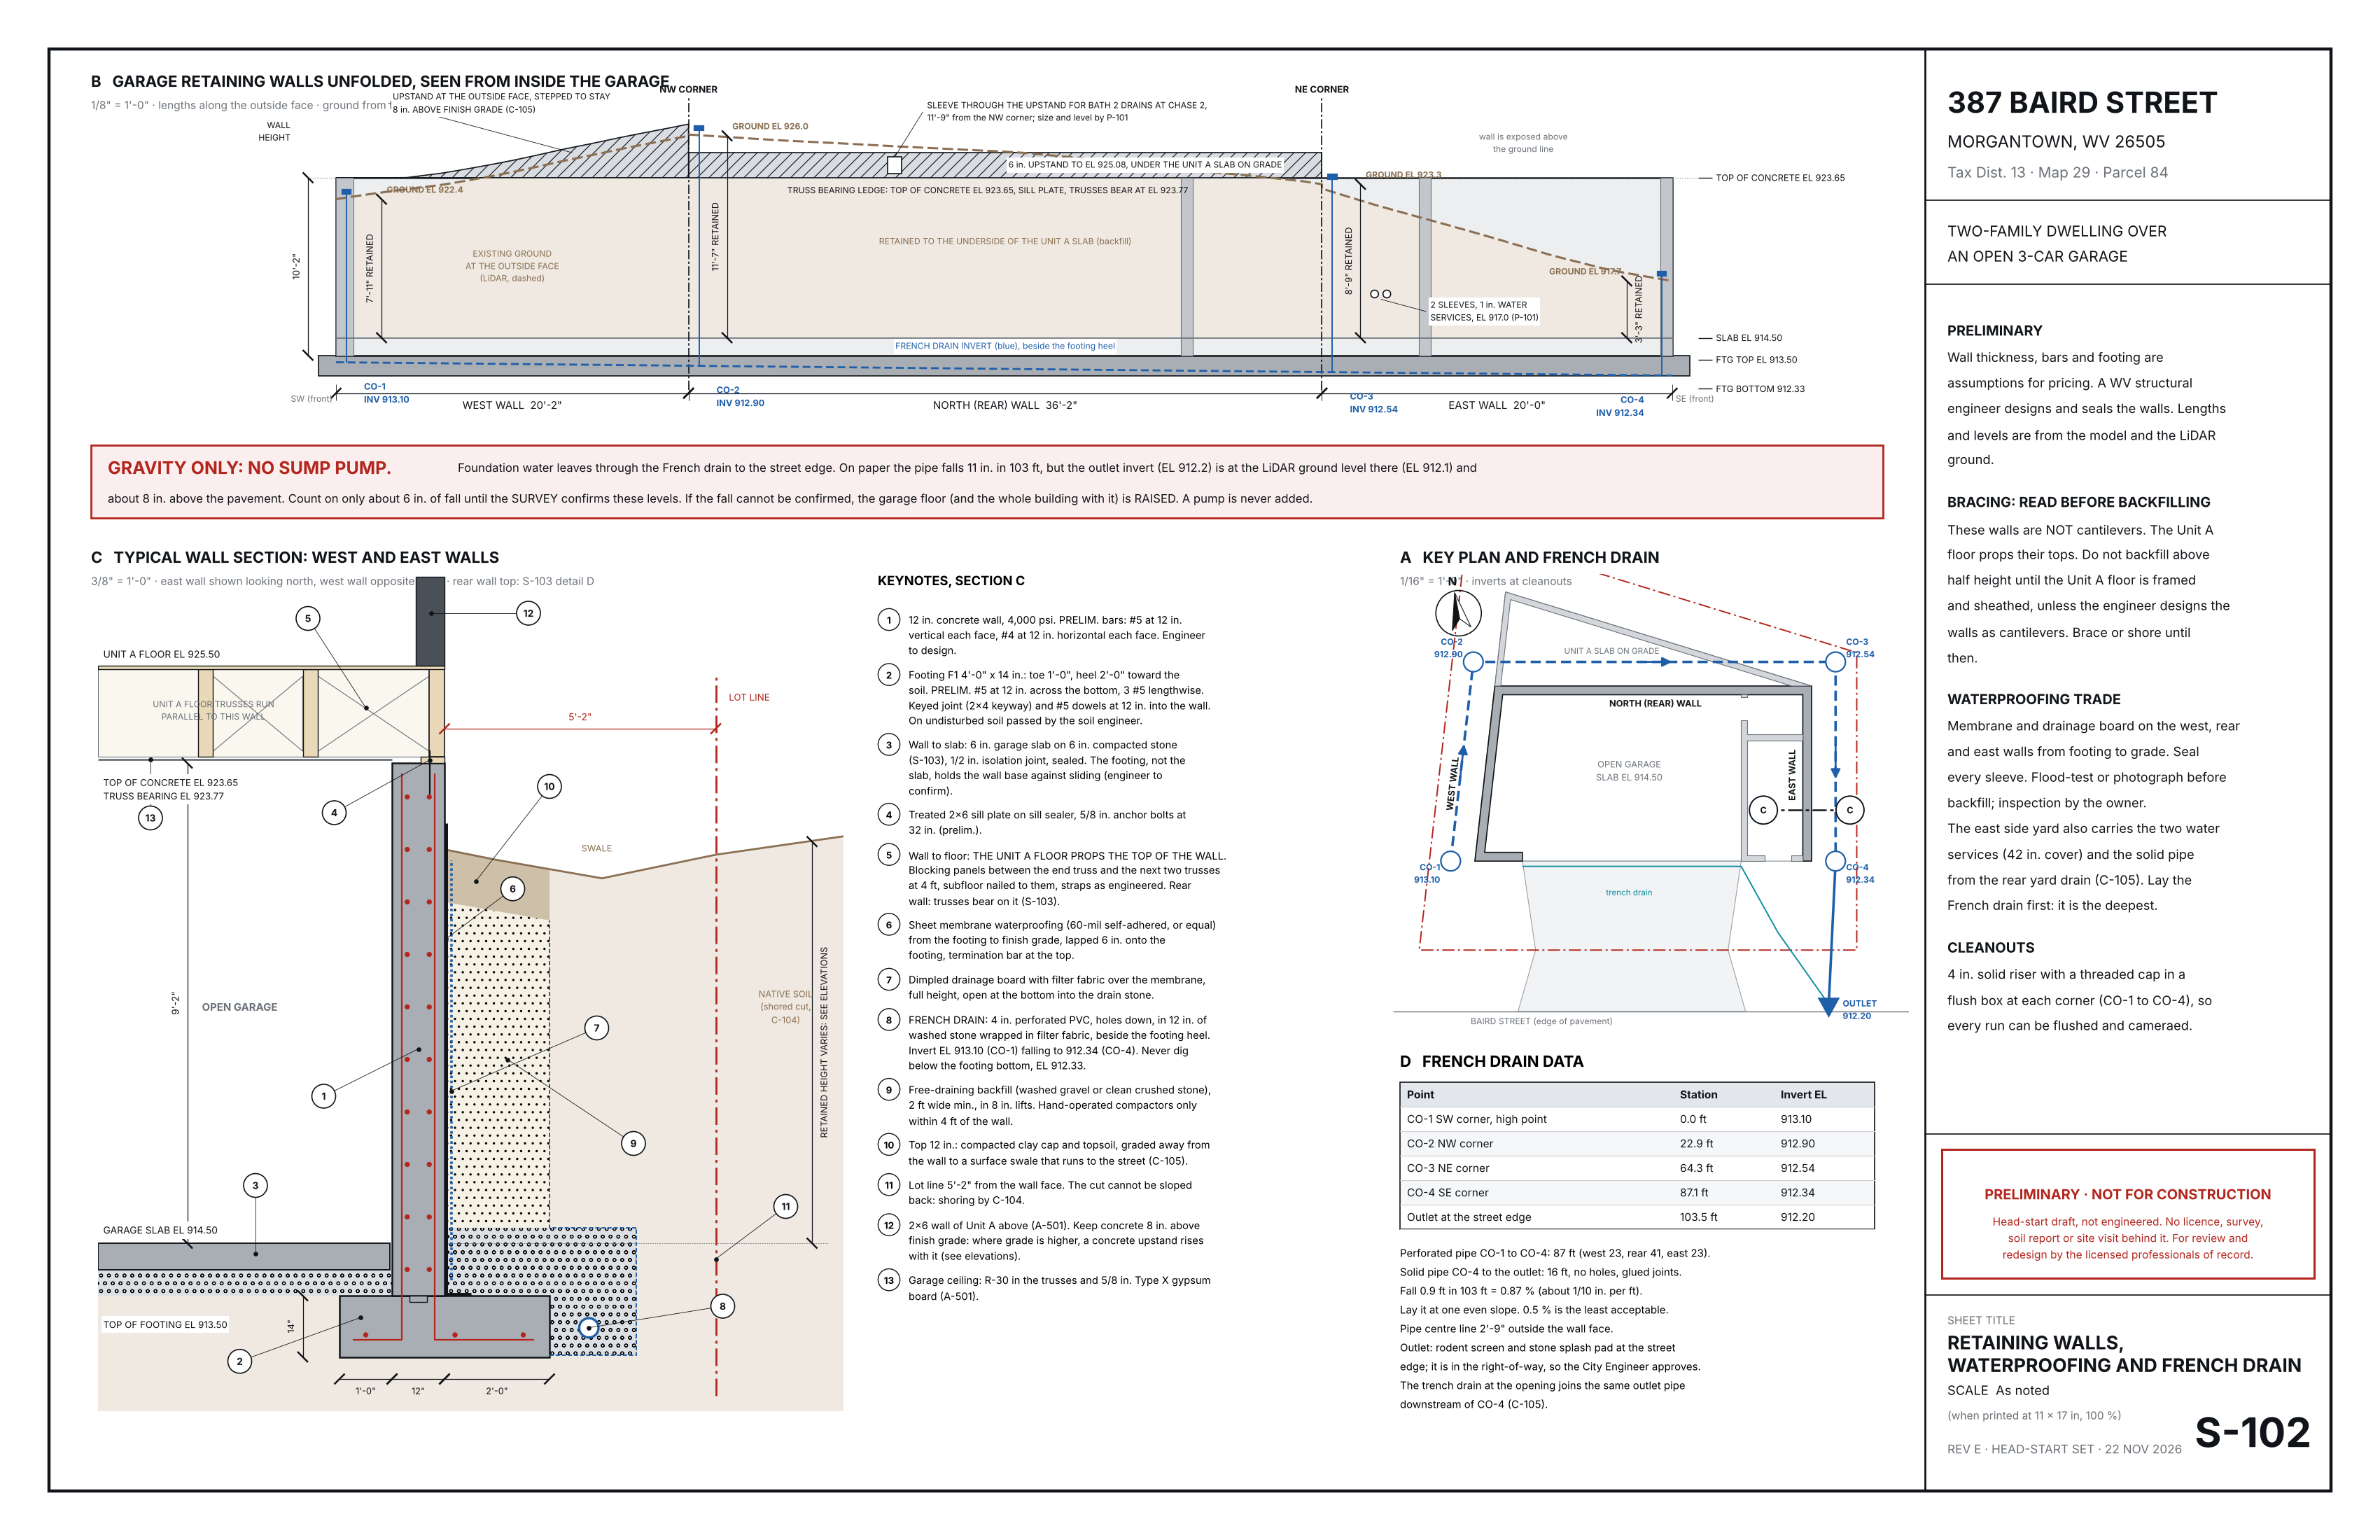 B GARAGE RETAINING WALLS UNFOLDED, SEEN FROM INSIDE THE GARAGE
1/8" = 1'-0" · lengths along the outside face · ground from
UPSTAND AT THE OUTSIDE FACE, STEPPED TO STAY
8 in. ABOVE FINISH GRADE (C-105)
NW CORNER
NE CORNER
SLEEVE THROUGH THE UPSTAND FOR BATH 2 DRAINS AT CHASE 2,
11'-9" from the NW corner; size and level by P-101
WALL
HEIGHT
GROUND EL 926.0
wall is exposed above
the ground line
6 in. UPSTAND TO EL 925.08, UNDER THE UNIT A SLAB ON GRADE
GROUND EL 922.4
TRUSS BEARING LEDGE: TOP OF CONCRETE EL 923.65, SILL PLATE, TRUSSES BEAR AT EL 923.77
GROUND EL 923.3
TOP OF CONCRETE EL 923.65
10'-2"
7'-11" RETAINED
EXISTING GROUND
AT THE OUTSIDE FACE
(LiDAR, dashed)
11'-7" RETAINED
RETAINED TO THE UNDERSIDE OF THE UNIT A SLAB (backfill)
8'-9" RETAINED
GROUND EL 917.7
3'-3" RETAINED
2 SLEEVES, 1 in. WATER
SERVICES, EL 917.0 (P-101)
SLAB EL 914.50
FRENCH DRAIN INVERT (blue), beside the footing heel
FTG TOP EL 913.50
FTG BOTTOM 912.33
SW (front)
CO-1
INV 913.10
WEST WALL 20'-2"
CO-2
INV 912.90
NORTH (REAR) WALL 36'-2"
CO-3
INV 912.54
EAST WALL 20'-0"
CO-4
INV 912.34
SE (front)
GRAVITY ONLY: NO SUMP PUMP. Foundation water leaves through the French drain to the street edge. On paper the pipe falls 11 in. in 103 ft, but the outlet invert (EL 912.2) is at the LiDAR ground level there (EL 912.1) and
about 8 in. above the pavement. Count on only about 6 in. of fall until the SURVEY confirms these levels. If the fall cannot be confirmed, the garage floor (and the whole building with it) is RAISED. A pump is never added.
C TYPICAL WALL SECTION: WEST AND EAST WALLS
3/8" = 1'-0" · east wall shown looking north, west wall opposite · rear wall top: S-103 detail D
5
12
UNIT A FLOOR EL 925.50
UNIT A FLOOR TRUSSES RUN
PARALLEL TO THIS WALL
LOT LINE
5'-2"
TOP OF CONCRETE EL 923.65
TRUSS BEARING EL 923.77
13
4
10
SWALE
6
9'-2"
OPEN GARAGE
NATIVE SOIL
(shored cut,
C-104)
RETAINED HEIGHT VARIES: SEE ELEVATIONS
7
1
9
3
11
GARAGE SLAB EL 914.50
8
TOP OF FOOTING EL 913.50
14"
2
1'-0"
12"
2'-0"
KEYNOTES, SECTION C
1 12 in. concrete wall, 4,000 psi. PRELIM. bars: #5 at 12 in.
vertical each face, #4 at 12 in. horizontal each face. Engineer
to design.
2 Footing F1 4'-0" x 14 in.: toe 1'-0", heel 2'-0" toward the
soil. PRELIM. #5 at 12 in. across the bottom, 3 #5 lengthwise.
Keyed joint (2×4 keyway) and #5 dowels at 12 in. into the wall.
On undisturbed soil passed by the soil engineer.
3 Wall to slab: 6 in. garage slab on 6 in. compacted stone
(S-103), 1/2 in. isolation joint, sealed. The footing, not the
slab, holds the wall base against sliding (engineer to
confirm).
4 Treated 2×6 sill plate on sill sealer, 5/8 in. anchor bolts at
32 in. (prelim.).
5 Wall to floor: THE UNIT A FLOOR PROPS THE TOP OF THE WALL.
Blocking panels between the end truss and the next two trusses
at 4 ft, subfloor nailed to them, straps as engineered. Rear
wall: trusses bear on it (S-103).
6 Sheet membrane waterproofing (60-mil self-adhered, or equal)
from the footing to finish grade, lapped 6 in. onto the
footing, termination bar at the top.
7 Dimpled drainage board with filter fabric over the membrane,
full height, open at the bottom into the drain stone.
8 FRENCH DRAIN: 4 in. perforated PVC, holes down, in 12 in. of
washed stone wrapped in filter fabric, beside the footing heel.
Invert EL 913.10 (CO-1) falling to 912.34 (CO-4). Never dig
below the footing bottom, EL 912.33.
9 Free-draining backfill (washed gravel or clean crushed stone),
2 ft wide min., in 8 in. lifts. Hand-operated compactors only
within 4 ft of the wall.
10 Top 12 in.: compacted clay cap and topsoil, graded away from
the wall to a surface swale that runs to the street (C-105).
11 Lot line 5'-2" from the wall face. The cut cannot be sloped
back: shoring by C-104.
12 2×6 wall of Unit A above (A-501). Keep concrete 8 in. above
finish grade: where grade is higher, a concrete upstand rises
with it (see elevations).
13 Garage ceiling: R-30 in the trusses and 5/8 in. Type X gypsum
board (A-501).
A KEY PLAN AND FRENCH DRAIN
1/16" = 1'-0" · inverts at cleanouts
N
CO-2
912.90
UNIT A SLAB ON GRADE
CO-3
912.54
NORTH (REAR) WALL
WEST WALL
OPEN GARAGE
SLAB EL 914.50
EAST WALL
C
C
CO-1
913.10
CO-4
912.34
trench drain
OUTLET
912.20
BAIRD STREET (edge of pavement)
D FRENCH DRAIN DATA
Point Station Invert EL
CO-1 SW corner, high point 0.0 ft 913.10
CO-2 NW corner 22.9 ft 912.90
CO-3 NE corner 64.3 ft 912.54
CO-4 SE corner 87.1 ft 912.34
Outlet at the street edge 103.5 ft 912.20
Perforated pipe CO-1 to CO-4: 87 ft (west 23, rear 41, east 23).
Solid pipe CO-4 to the outlet: 16 ft, no holes, glued joints.
Fall 0.9 ft in 103 ft = 0.87 % (about 1/10 in. per ft).
Lay it at one even slope. 0.5 % is the least acceptable.
Pipe centre line 2'-9" outside the wall face.
Outlet: rodent screen and stone splash pad at the street
edge; it is in the right-of-way, so the City Engineer approves.
The trench drain at the opening joins the same outlet pipe
downstream of CO-4 (C-105).
387 BAIRD STREET
MORGANTOWN, WV 26505
Tax Dist. 13 · Map 29 · Parcel 84
TWO-FAMILY DWELLING OVER
AN OPEN 3-CAR GARAGE
PRELIMINARY
Wall thickness, bars and footing are
assumptions for pricing. A WV structural
engineer designs and seals the walls. Lengths
and levels are from the model and the LiDAR
ground.
BRACING: READ BEFORE BACKFILLING
These walls are NOT cantilevers. The Unit A
floor props their tops. Do not backfill above
half height until the Unit A floor is framed
and sheathed, unless the engineer designs the
walls as cantilevers. Brace or shore until
then.
WATERPROOFING TRADE
Membrane and drainage board on the west, rear
and east walls from footing to grade. Seal
every sleeve. Flood-test or photograph before
backfill; inspection by the owner.
The east side yard also carries the two water
services (42 in. cover) and the solid pipe
from the rear yard drain (C-105). Lay the
French drain first: it is the deepest.
CLEANOUTS
4 in. solid riser with a threaded cap in a
flush box at each corner (CO-1 to CO-4), so
every run can be flushed and cameraed.
PRELIMINARY · NOT FOR CONSTRUCTION
Head-start draft, not engineered. No licence, survey,
soil report or site visit behind it. For review and
redesign by the licensed professionals of record.
SHEET TITLE
RETAINING WALLS,
WATERPROOFING AND FRENCH DRAIN
SCALE As noted
(when printed at 11 × 17 in, 100 %)
REV E · HEAD-START SET · 22 NOV 2026
S-102